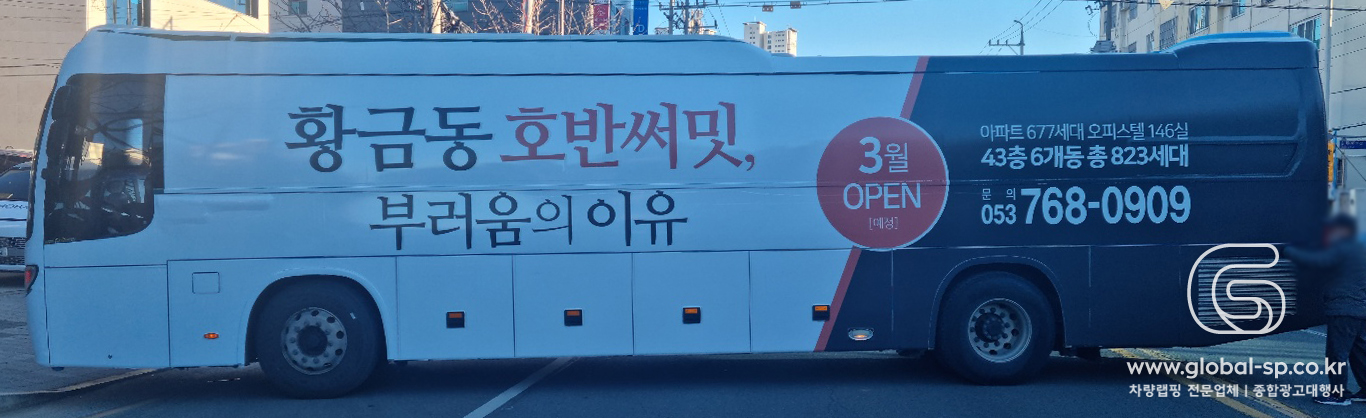 황금동 호반써밋,
부러움의 이유
3월
OPEN
[예정]
아파트 677세대 오피스텔 146실
43층 6개동 총 823세대
문의
053 768-0909
www.global-sp.co.kr
차량랩핑 전문업체 | 종합광고대행사